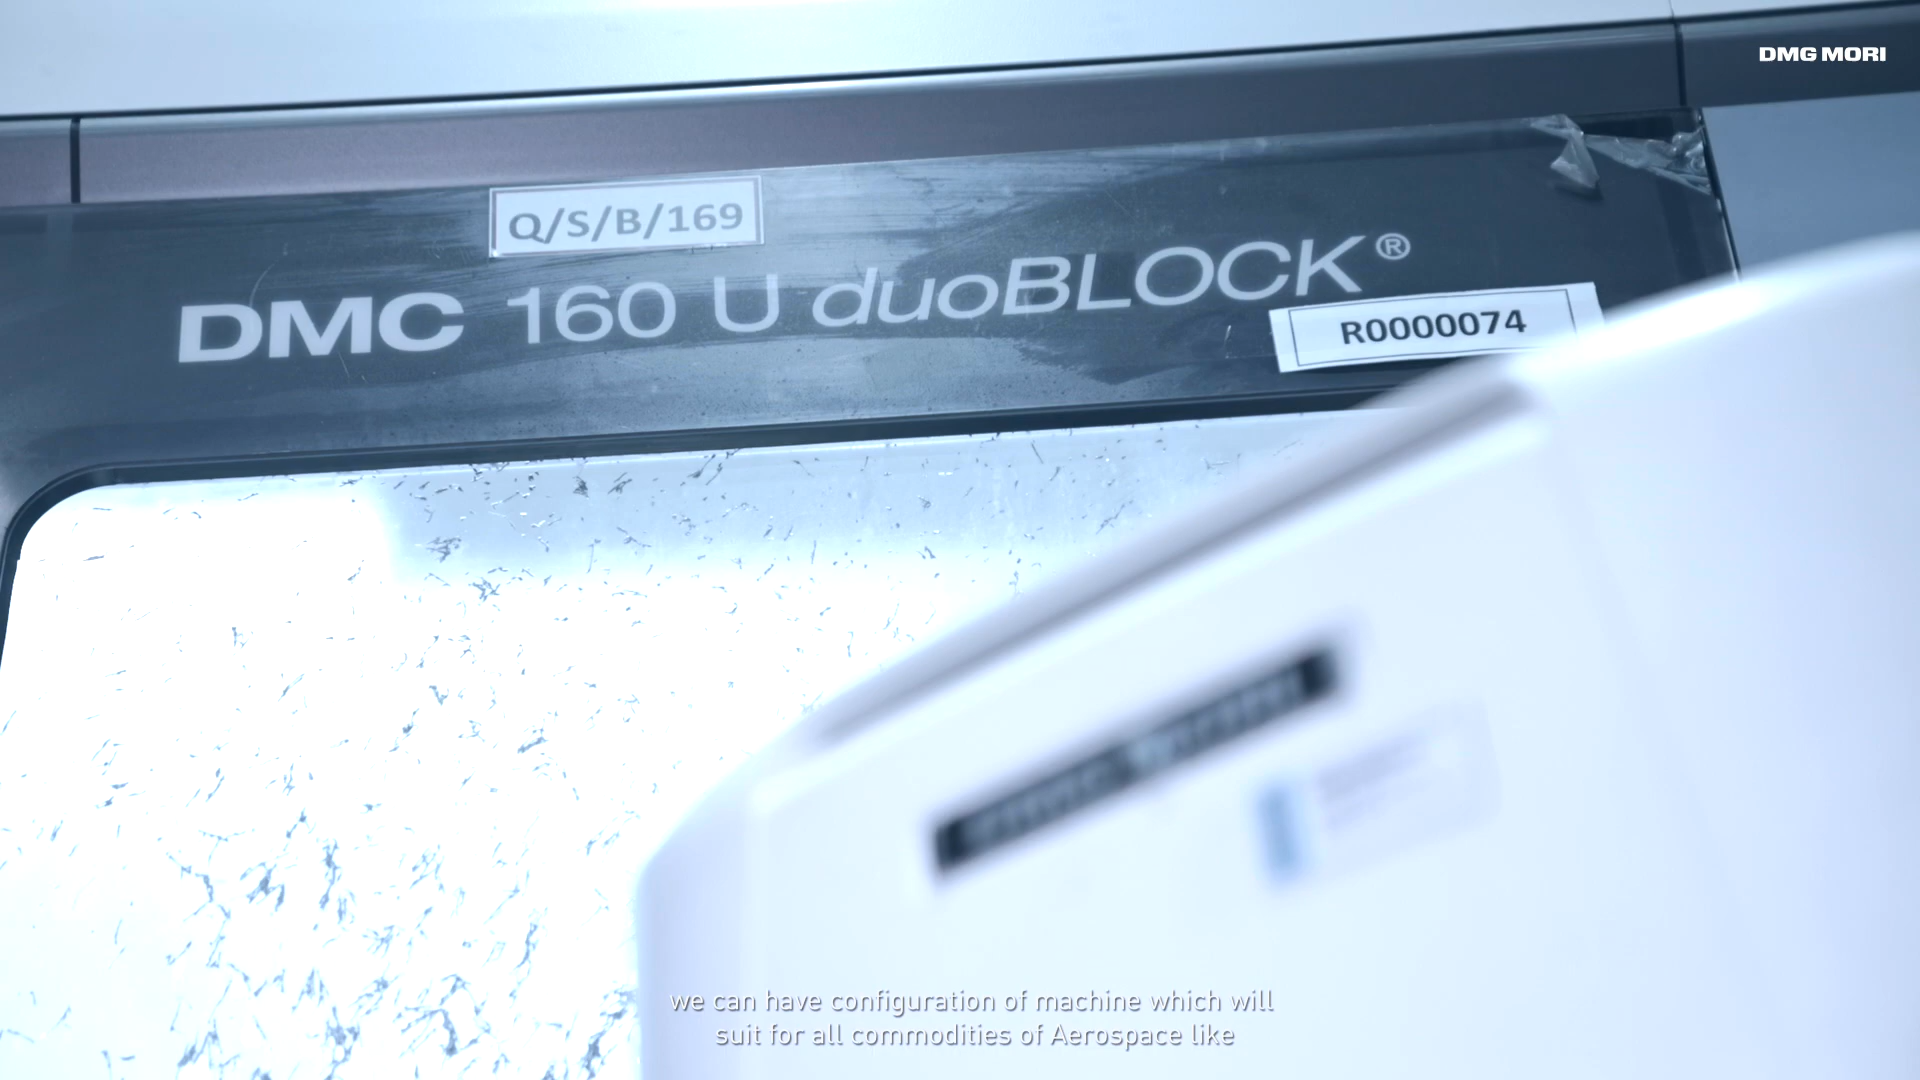 DMG MORI
Q/S/B/169
DMC 160 U duoBLOCK®
R0000074
we can have configuration of machine which will
suit for all commodities of Aerospace like